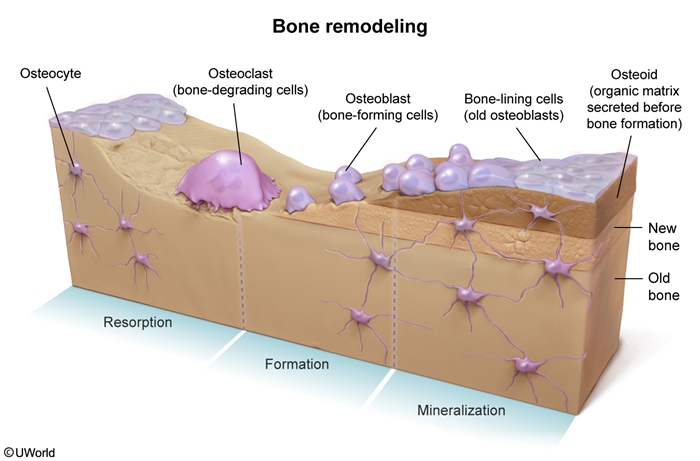 Bone remodeling
Osteocyte
Osteoclast
(bone-degrading cells)
Osteoblast
(bone-forming cells)
Bone-lining cells
(old osteoblasts)
Osteoid
(organic matrix
secreted before
bone formation)
New
bone
Old
bone
Resorption
Formation
Mineralization
©UWorld